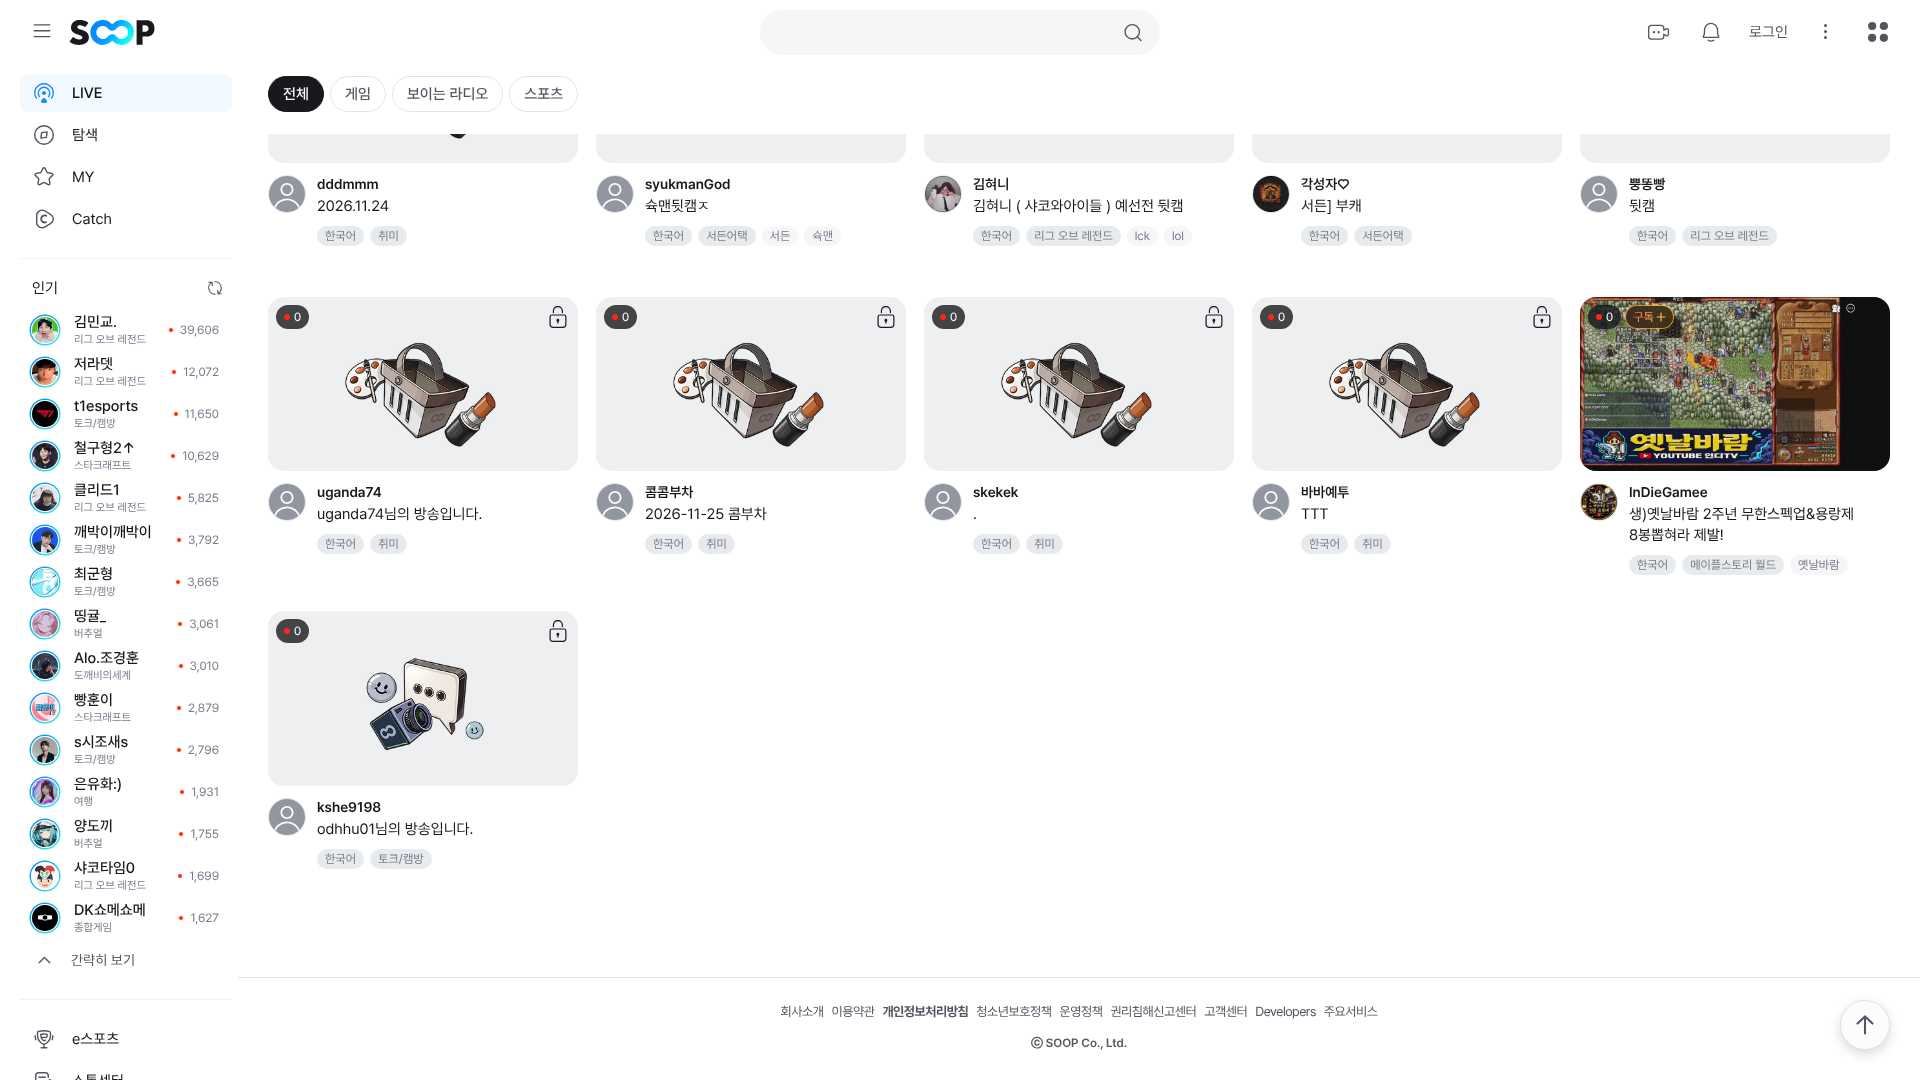 SOOP
로그인
LIVE
탐색
MY
Catch
인기
김민교.
리그 오브 레전드
39,606
저라뎃
리그 오브 레전드
12,072
t1esports
토크/캠방
11,650
철구형2↑
스타크래프트
10,629
클리드1
리그 오브 레전드
5,825
깨박이깨박이
토크/캠방
3,792
최군형
토크/캠방
3,665
띵귤_
버추얼
3,061
Alo.조경훈
도깨비의세계
3,010
빵훈이
스타크래프트
2,879
s시조새s
토크/캠방
2,796
은유화:)
여행
1,931
양도끼
버추얼
1,755
샤코타임0
리그 오브 레전드
1,699
DK쇼메쇼메
종합게임
1,627
간략히 보기
e스포츠
전체 게임 보이는 라디오 스포츠
dddmmm
2026.11.24
한국어 취미
syukmanGod
슉맨뒷캠ㅈ
한국어 서든어택 서든 슉맨
김혀니
김혀니 ( 샤코와아이들 ) 예선전 뒷캠
한국어 리그 오브 레전드 lck lol
각성자♡
서든] 부캐
한국어 서든어택
뿡똥빵
뒷캠
한국어 리그 오브 레전드
0
uganda74
uganda74님의 방송입니다.
한국어 취미
0
콤콤부차
2026-11-25 콤부차
한국어 취미
0
skekek
.
한국어 취미
0
바바예투
TTT
한국어 취미
0 구독+
옛날바람
YOUTUBE 인디TV
InDieGamee
생)옛날바람 2주년 무한스펙업&용랑제
8봉뽑혀라 제발!
한국어 메이플스토리 월드 옛날바람
0
kshe9198
odhhu01님의 방송입니다.
한국어 토크/캠방
회사소개 이용약관 개인정보처리방침 청소년보호정책 운영정책 권리침해신고센터 고객센터 Developers 주요서비스
ⓒ SOOP Co., Ltd.